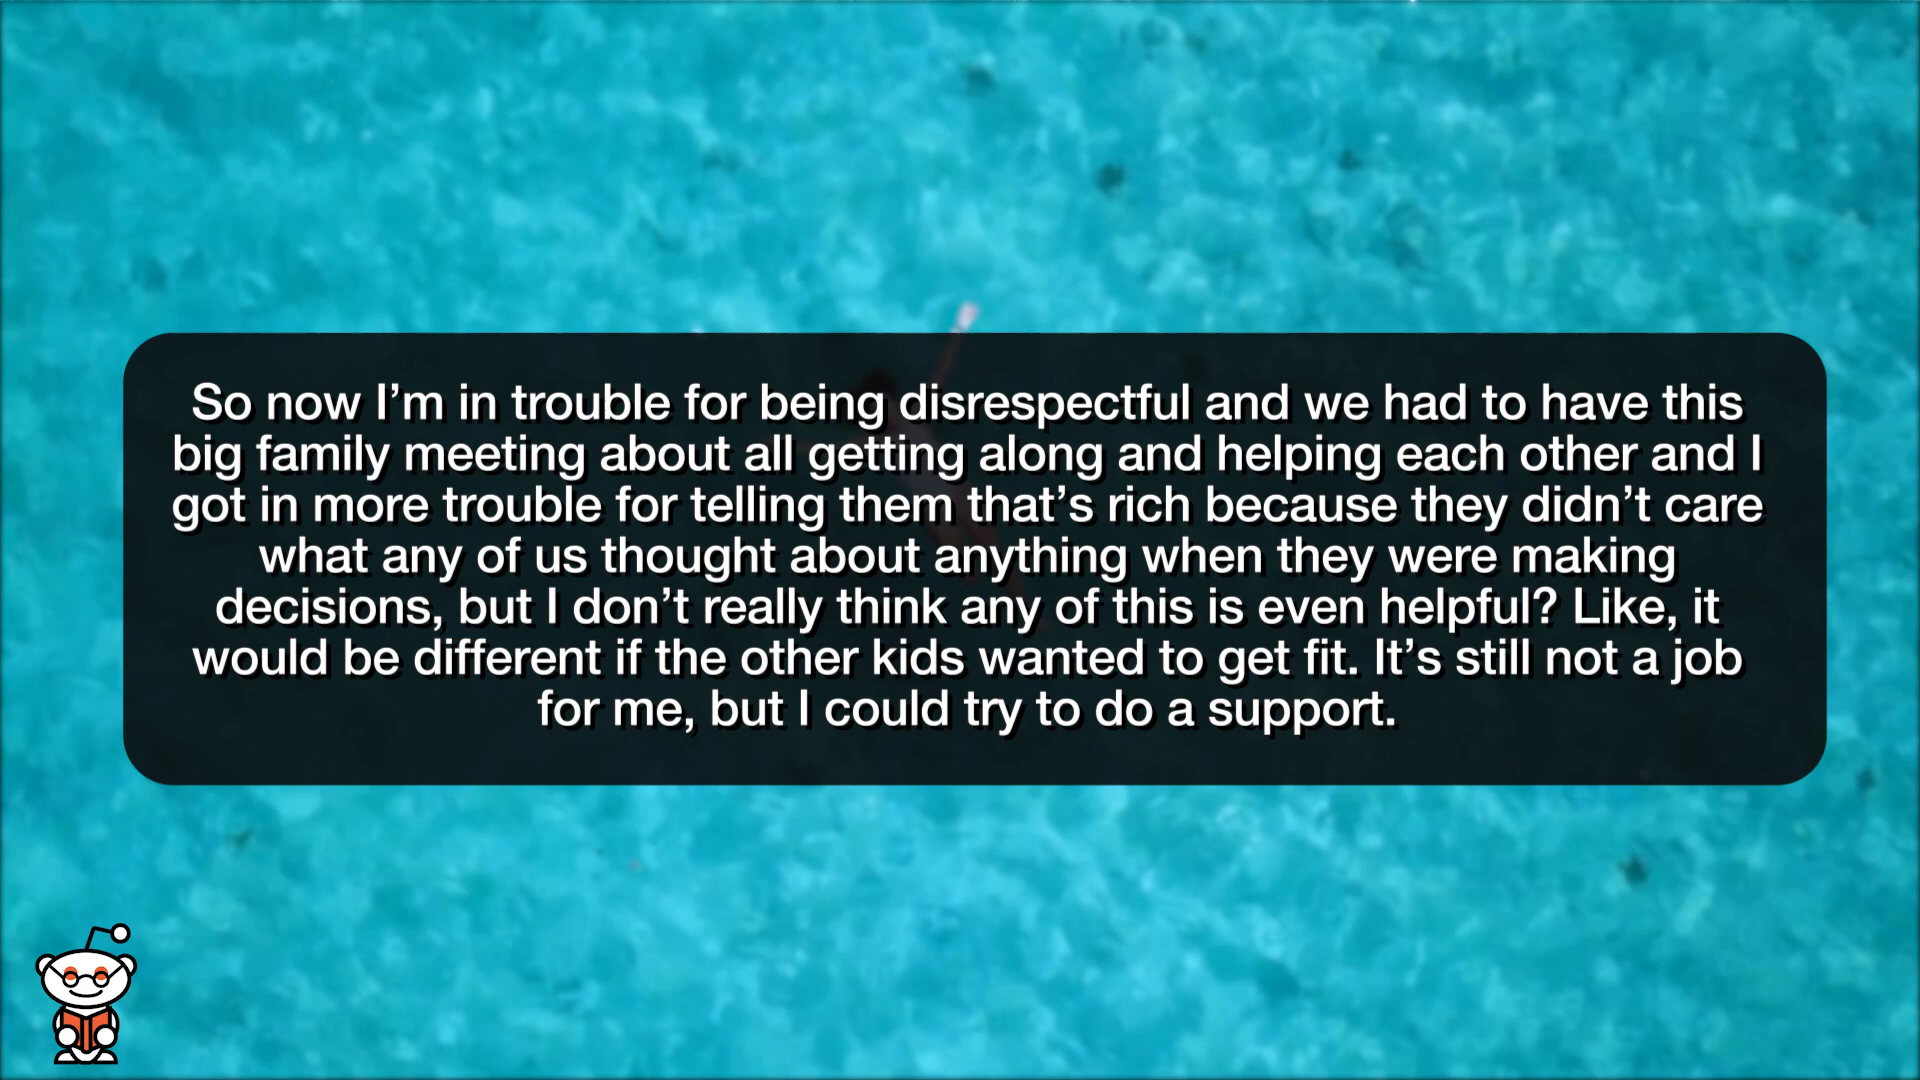 So now I’m in trouble for being disrespectful and we had to have this
big family meeting about all getting along and helping each other and I
got in more trouble for telling them that’s rich because they didn’t care
what any of us thought about anything when they were making
decisions, but I don’t really think any of this is even helpful? Like, it
would be different if the other kids wanted to get fit. It’s still not a job
for me, but I could try to do a support.